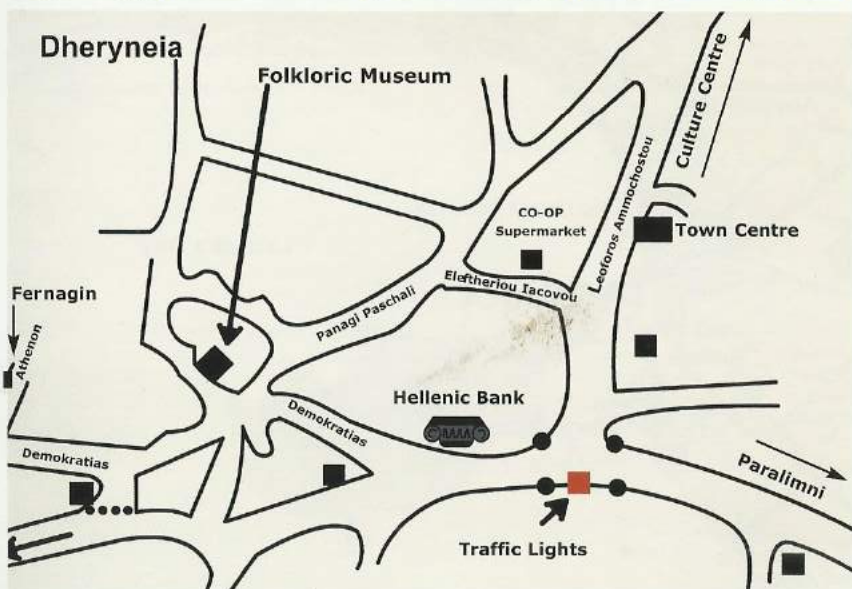 Dheryneia
Folkloric Museum
Culture Centre
Leoforos Ammochostou
CO-OP
Supermarket
Town Centre
Eleftheriou Iacovou
Panagi Paschali
Fernagin
Athenon
Hellenic Bank
Demokratias
Demokratias
Paralimni
Traffic Lights